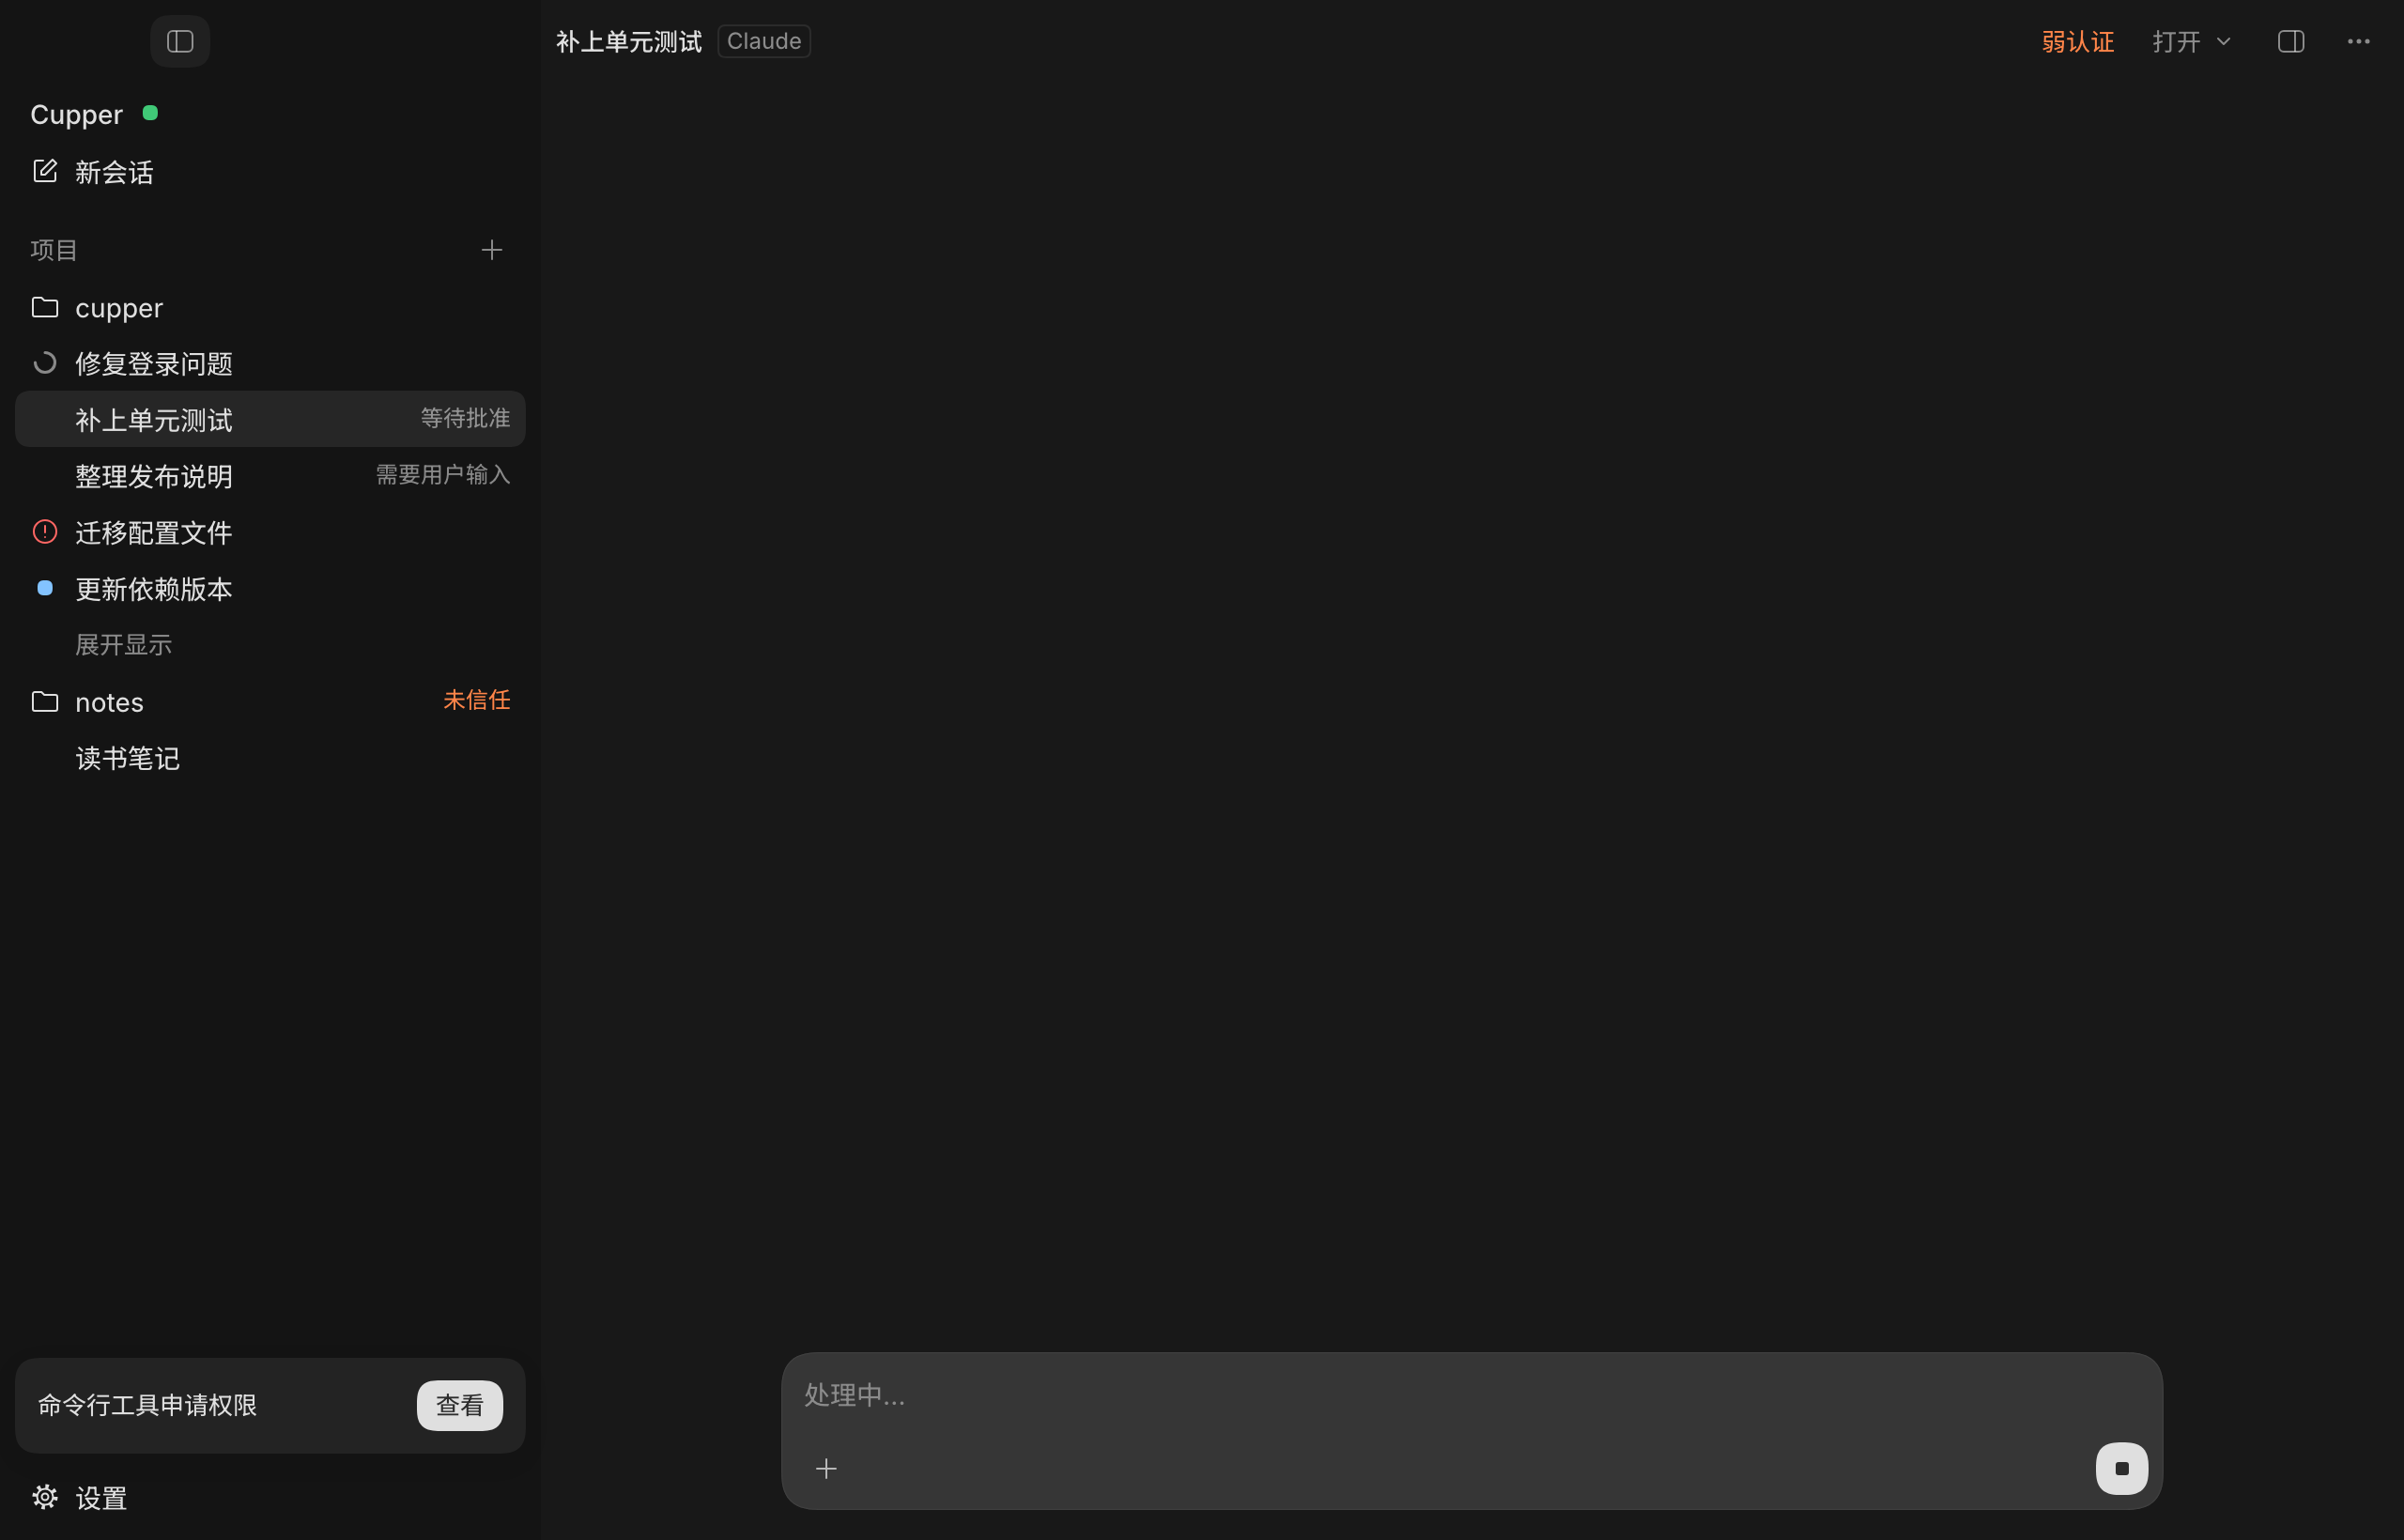 补上单元测试 Claude 弱认证 打开
Cupper
新会话
项目
cupper
修复登录问题
补上单元测试 等待批准
整理发布说明 需要用户输入
迁移配置文件
更新依赖版本
展开显示
notes 未信任
读书笔记
命令行工具申请权限 查看
设置
处理中...